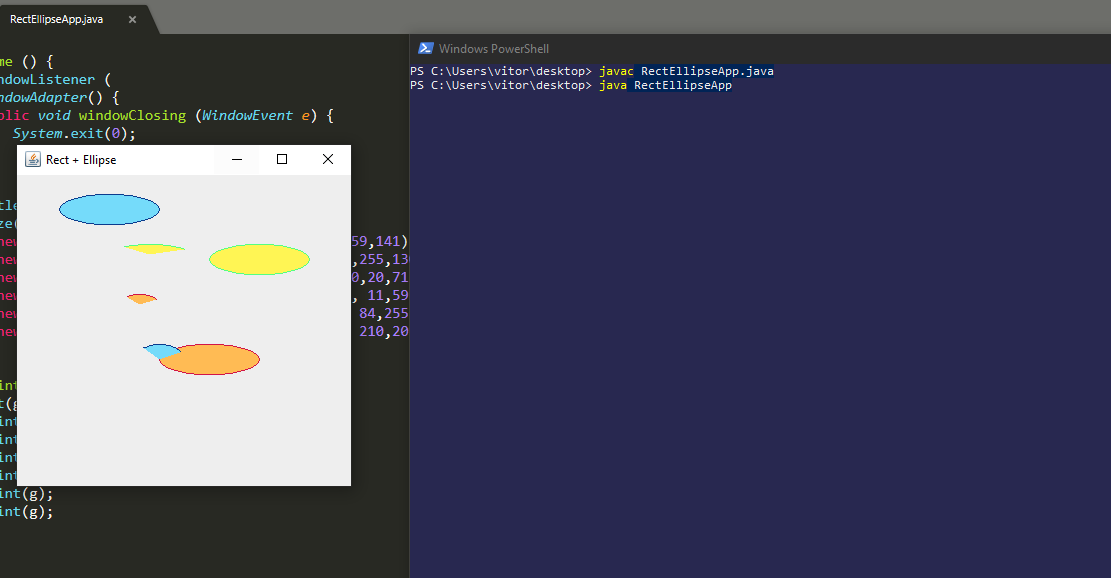 RectEllipseApp.java
me () {
ndowListener (
ndowAdapter() {
blic void windowClosing (WindowEvent e) {
System.exit(0);
Rect + Ellipse
tle
ze(
new
59,141)
new
,255,13
new
0,20,71
new
, 11,59
new
84,255
new
210,20
int
t(g
int
int
int
int
int(g);
int(g);
Windows PowerShell
PS C:\Users\vitor\desktop> javac RectEllipseApp.java
PS C:\Users\vitor\desktop> java RectEllipseApp